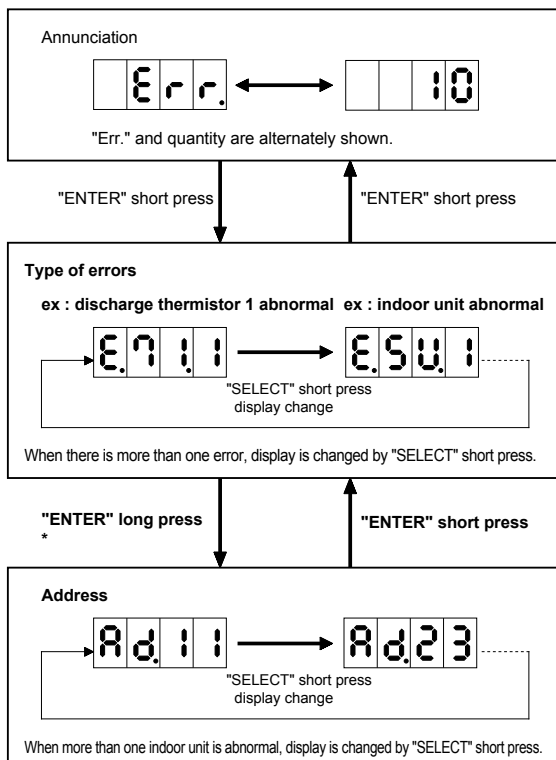 Annunciation
Err. 10
"Err." and quantity are alternately shown.
"ENTER" short press "ENTER" short press
Type of errors
ex : discharge thermistor 1 abnormal ex : indoor unit abnormal
E.71.1 E.5U.1
"SELECT" short press
display change
When there is more than one error, display is changed by "SELECT" short press.
"ENTER" long press "ENTER" short press
*
Address
Ad.11 Ad.23
"SELECT" short press
display change
When more than one indoor unit is abnormal, display is changed by "SELECT" short press.